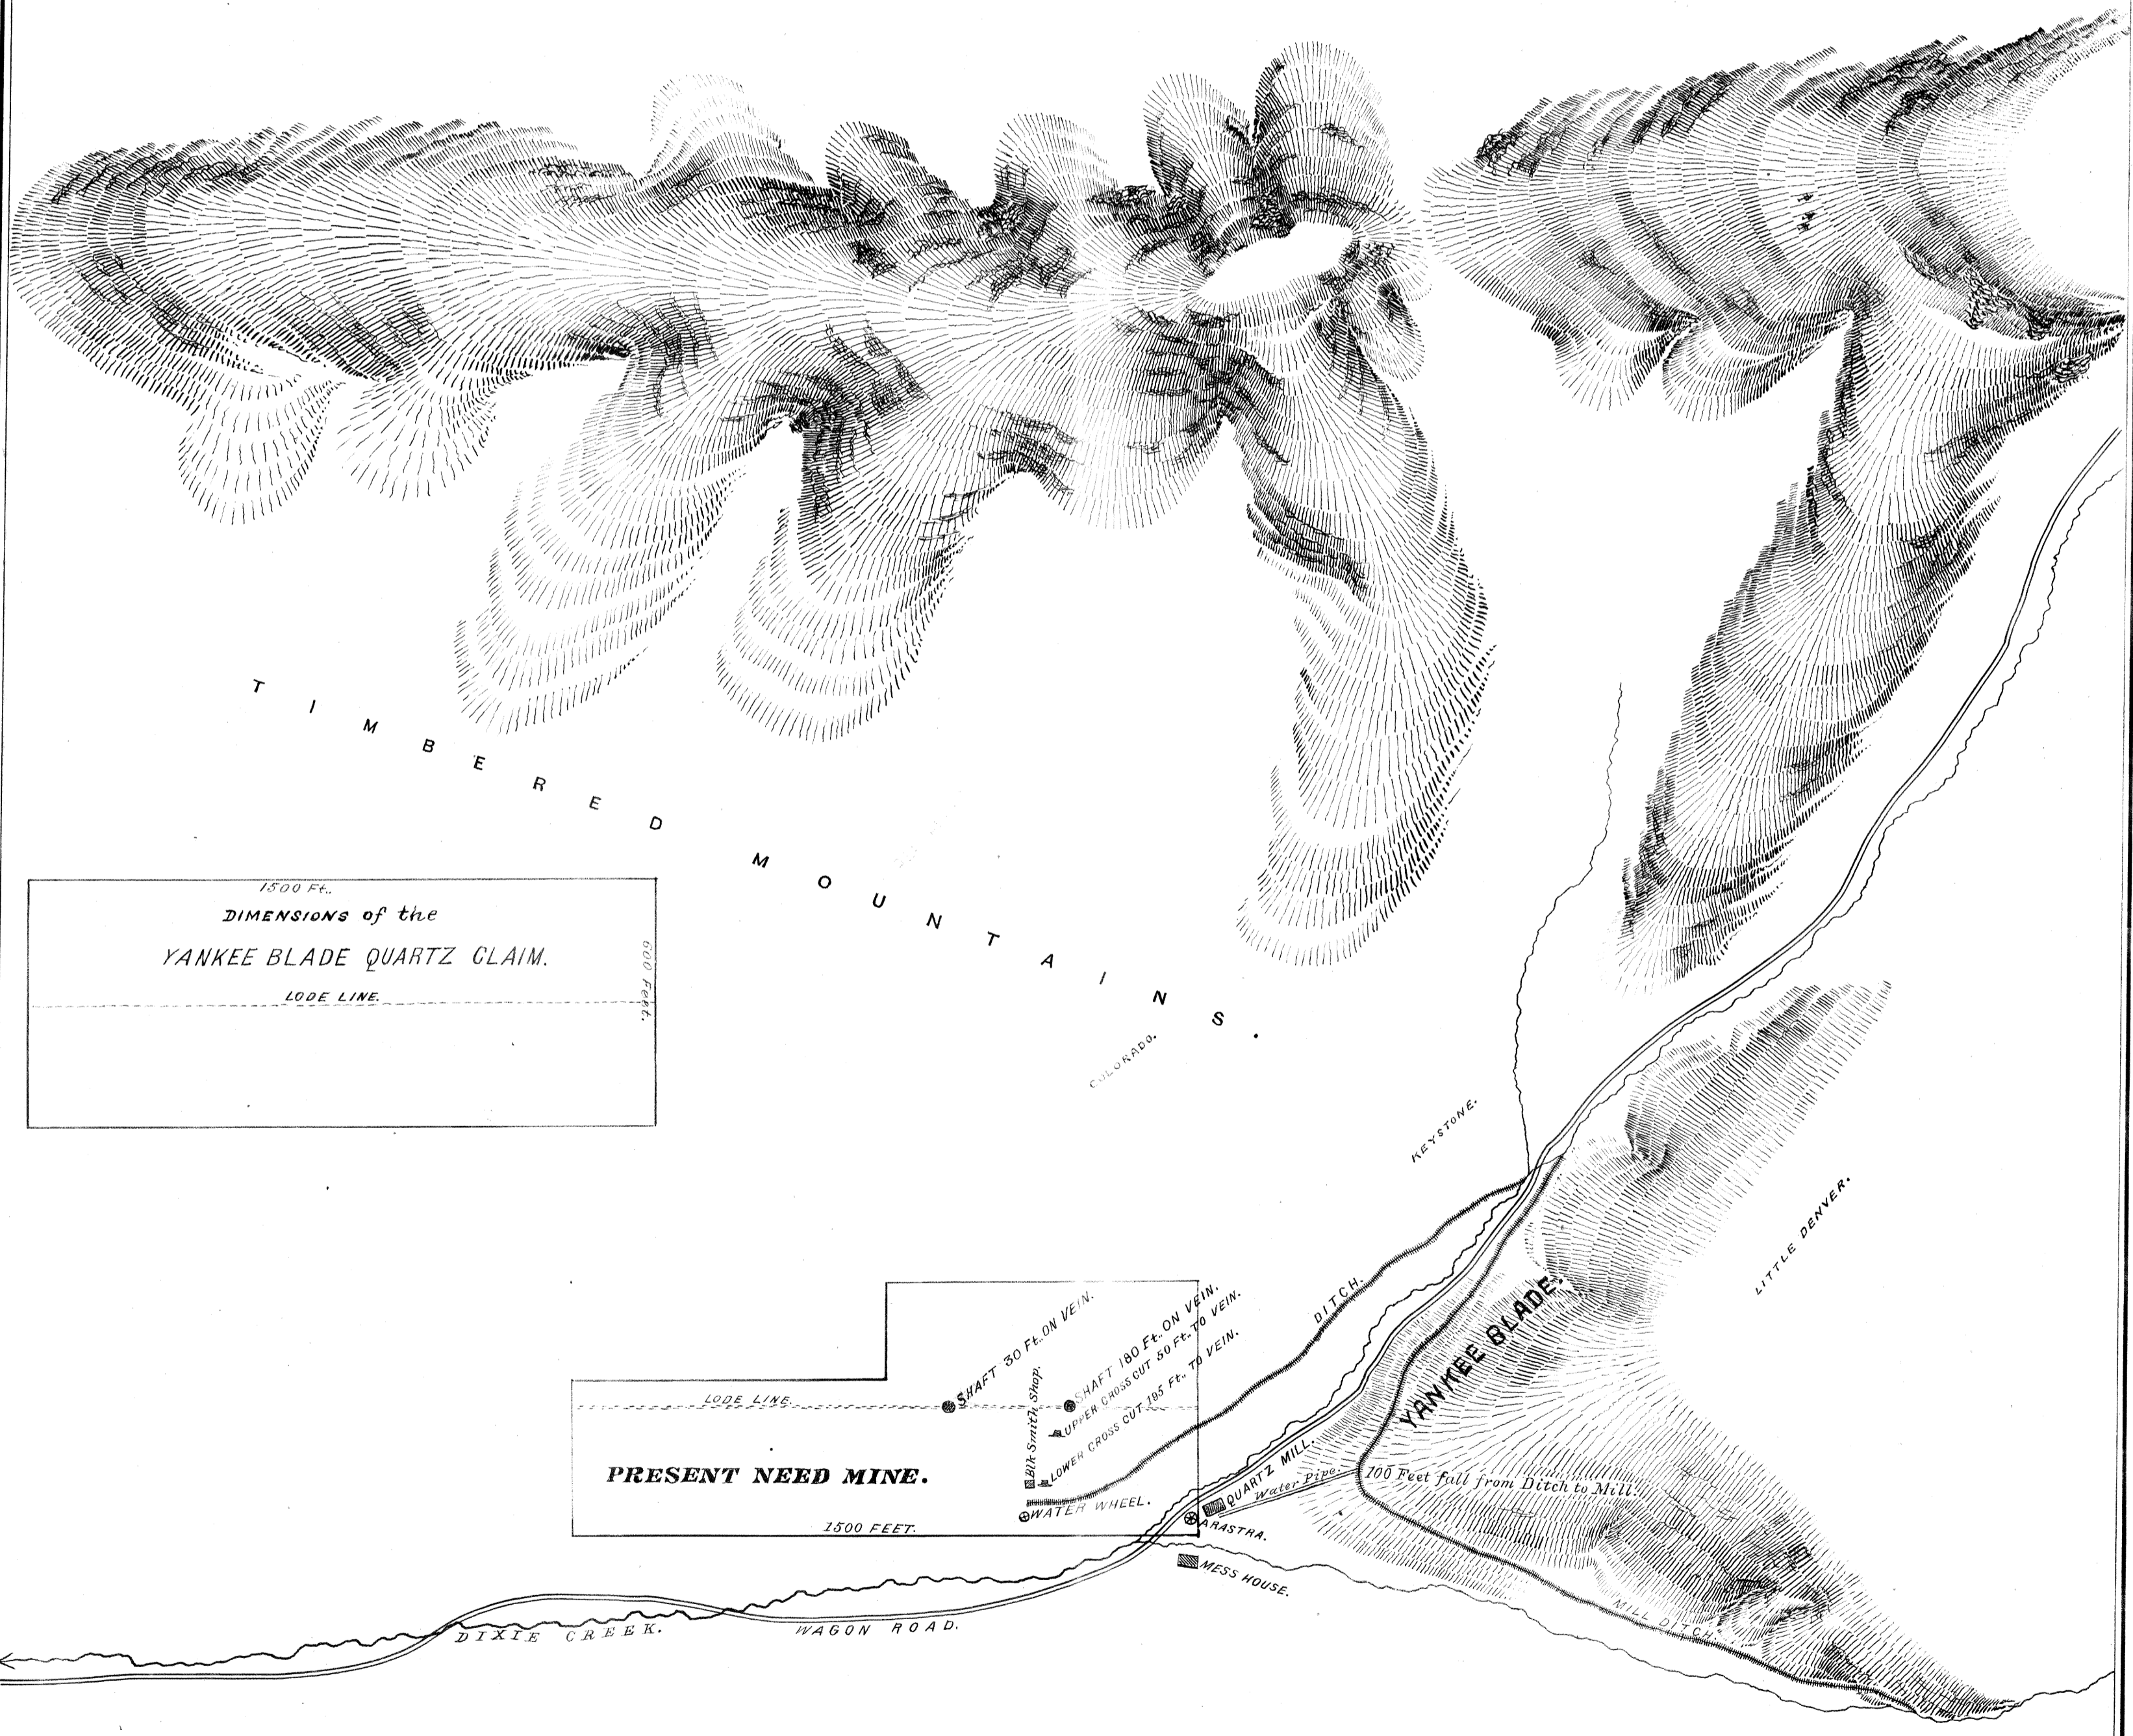 TIMBERED MOUNTAINS.
1500 Ft..
DIMENSIONS of the
YANKEE BLADE QUARTZ CLAIM.
LODE LINE.
600 Feet.
COLORADO.
KEYSTONE.
LITTLE DENVER.
YANKEE BLADE.
DITCH.
SHAFT 30 Ft.. ON VEIN.
SHAFT 180 Ft.. ON VEIN.
UPPER CROSS CUT 50 Ft.. TO VEIN.
LOWER CROSS CUT 195 Ft.. TO VEIN.
Blk Smith Shop.
LODE LINE.
PRESENT NEED MINE.
WATER WHEEL.
1500 FEET.
QUARTZ MILL.
Water Pipe.
100 Feet fall from Ditch to Mill.
ARASTRA.
MESS HOUSE.
MILL DITCH.
DIXIE CREEK.
WAGON ROAD.